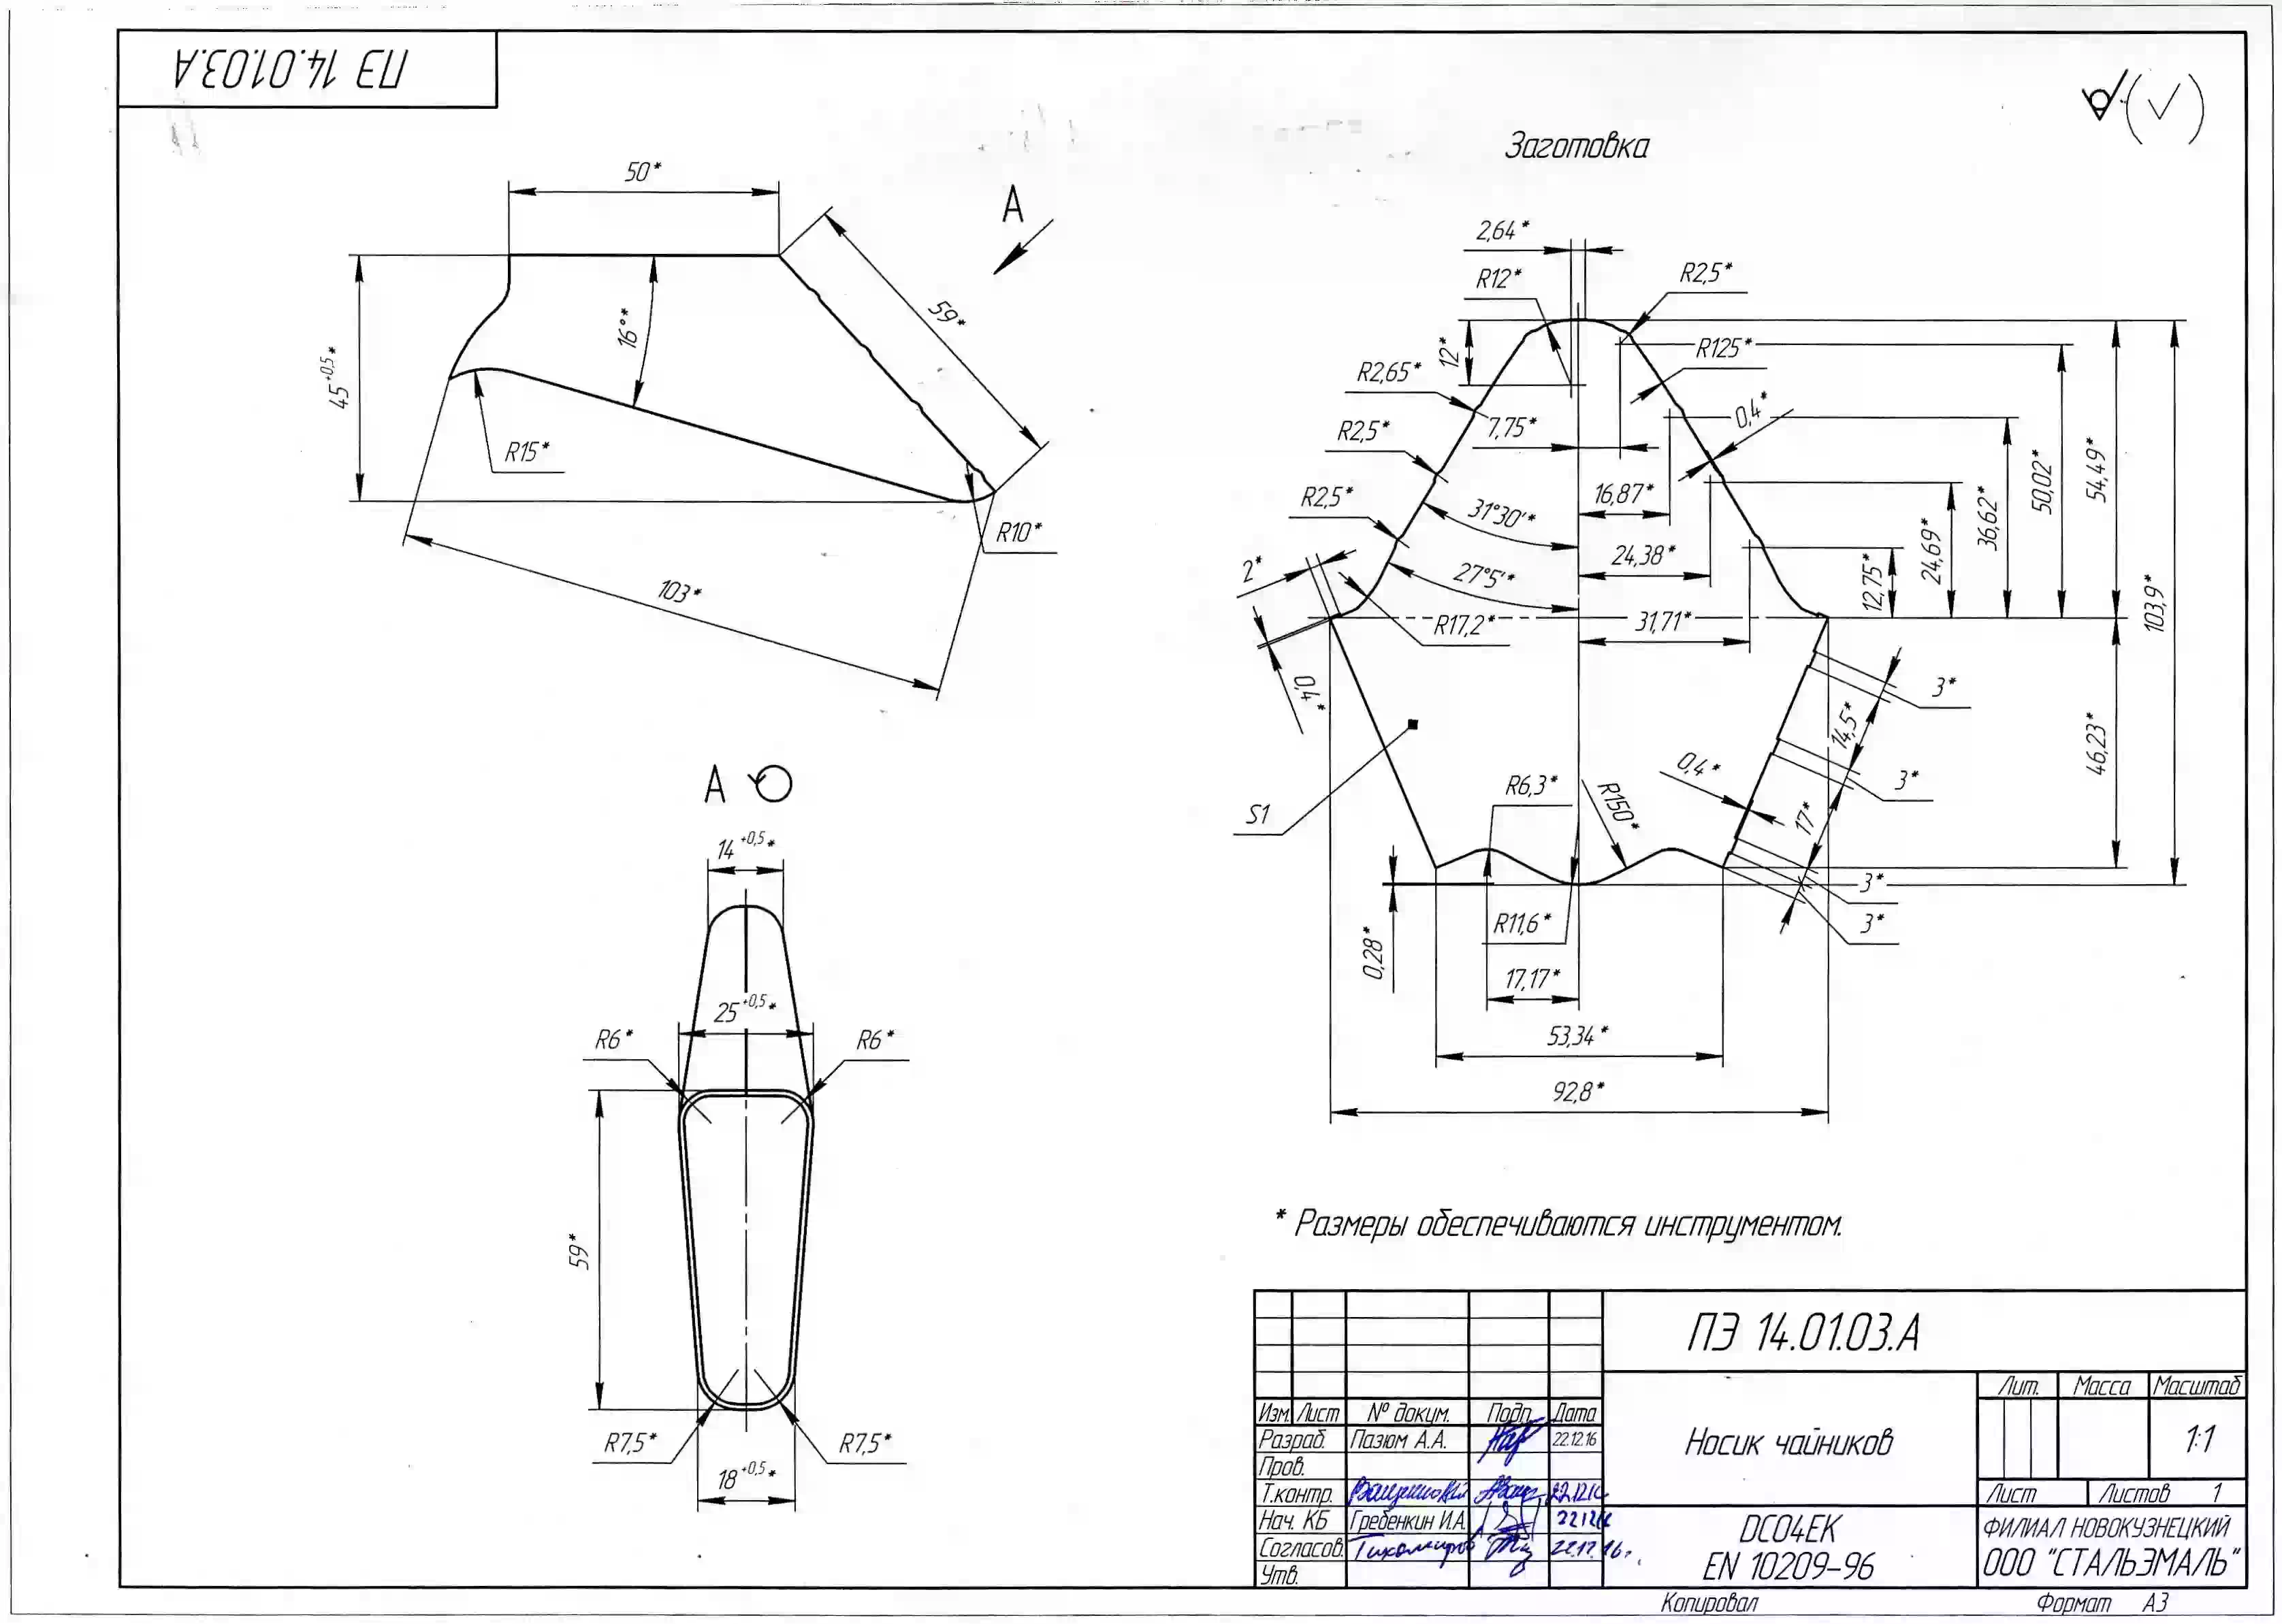 ПЭ 14.01.03.А
√(√)
Заготовка
50*
А
59*
45+0,5*
16°*
R15*
R10*
103*
2,64*
R12*
R2,5*
12*
R125*
R2,65*
0,4*
7,75*
R2,5*
16,87*
R2,5*
31°30'*
24,38*
27°5'*
2*
R17,2*
31,71*
12,75*
24,69*
36,62*
50,02*
54,49*
103,9*
0,4*
3*
14,5*
46,23*
0,4*
3*
17*
S1
R6,3*
R150*
3*
3*
R11,6*
0,28*
17,17*
53,34*
92,8*
А
14+0,5*
25+0,5*
R6*
R6*
59*
R7,5*
R7,5*
18+0,5*
* Размеры обеспечиваются инструментом.
ПЭ 14.01.03.А
Изм. Лист № докум. Подп. Дата
Разраб. Пазюм А.А. 22.12.16
Пров.
Т.контр. 22.12.16
Нач. КБ Гребенкин И.А. 22.12.16
Согласов. Тихомиров 22.12.16г.
Утв.
Носик чайников
Лит. Масса Масштаб
1:1
Лист Листов 1
DC04EK
EN 10209-96
ФИЛИАЛ НОВОКУЗНЕЦКИЙ
ООО "СТАЛЬЭМАЛЬ"
Копировал Формат А3